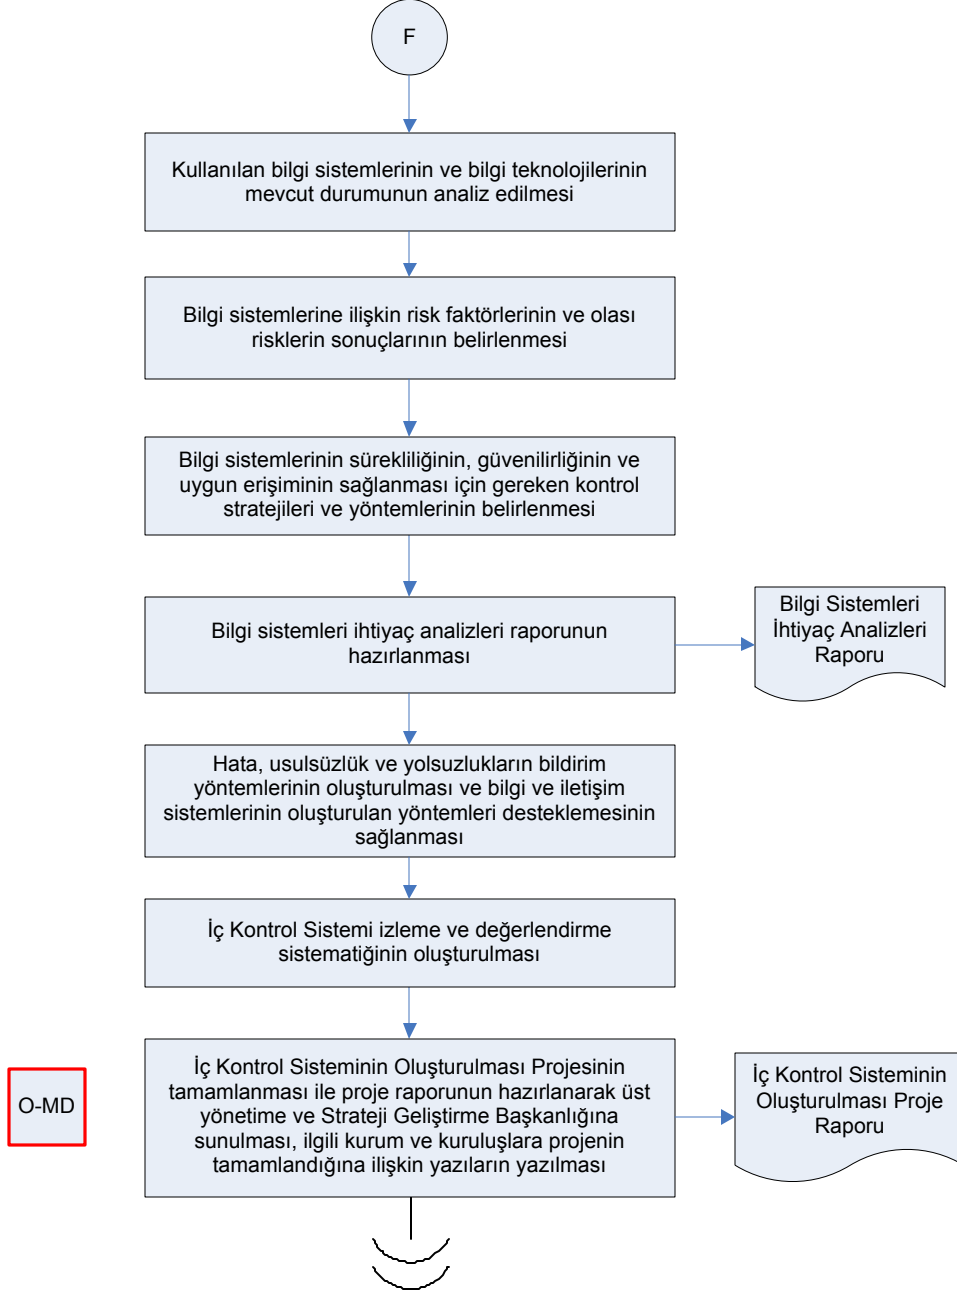 F
Kullanılan bilgi sistemlerinin ve bilgi teknolojilerinin
mevcut durumunun analiz edilmesi
Bilgi sistemlerine ilişkin risk faktörlerinin ve olası
risklerin sonuçlarının belirlenmesi
Bilgi sistemlerinin sürekliliğinin, güvenilirliğinin ve
uygun erişiminin sağlanması için gereken kontrol
stratejileri ve yöntemlerinin belirlenmesi
Bilgi sistemleri ihtiyaç analizleri raporunun
hazırlanması
Bilgi Sistemleri
İhtiyaç Analizleri
Raporu
Hata, usulsüzlük ve yolsuzlukların bildirim
yöntemlerinin oluşturulması ve bilgi ve iletişim
sistemlerinin oluşturulan yöntemleri desteklemesinin
sağlanması
İç Kontrol Sistemi izleme ve değerlendirme
sistematiğinin oluşturulması
O-MD
İç Kontrol Sisteminin Oluşturulması Projesinin
tamamlanması ile proje raporunun hazırlanarak üst
yönetime ve Strateji Geliştirme Başkanlığına
sunulması, ilgili kurum ve kuruluşlara projenin
tamamlandığına ilişkin yazıların yazılması
İç Kontrol Sisteminin
Oluşturulması Proje
Raporu